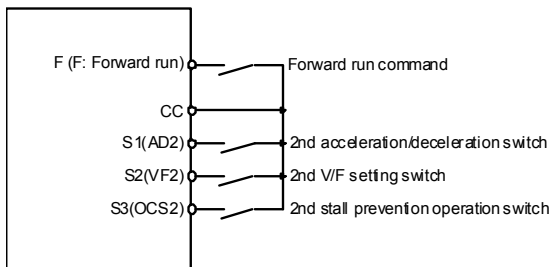 F (F: Forward run) Forward run command
CC
S1(AD2) 2nd acceleration/deceleration switch
S2(VF2) 2nd V/F setting switch
S3(OCS2) 2nd stall prevention operation switch